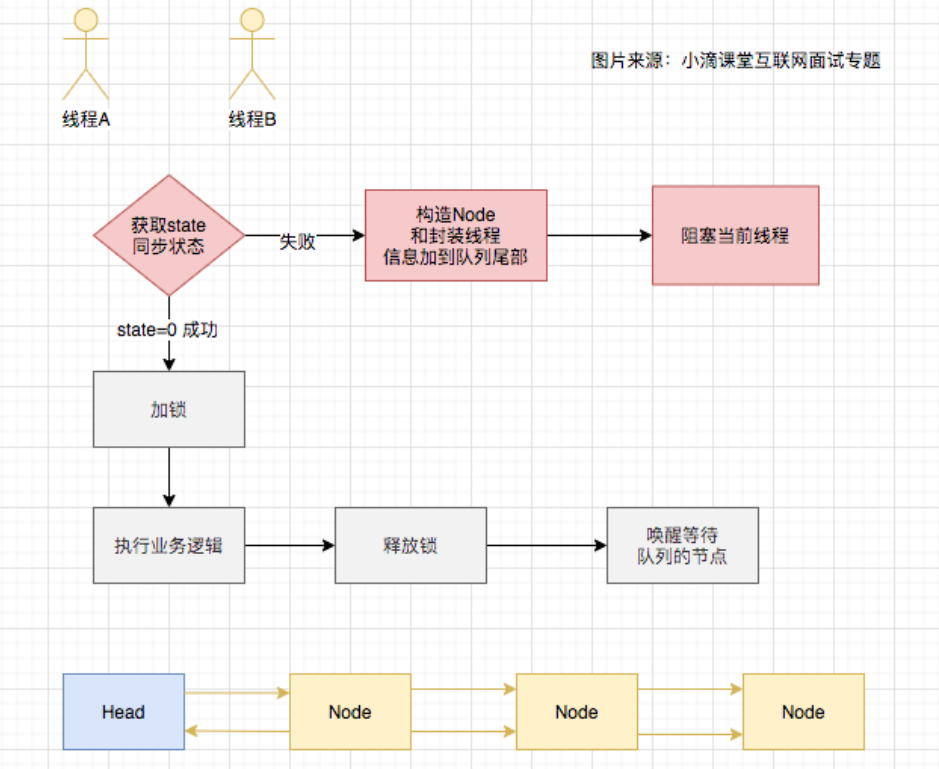 图片来源：小滴课堂互联网面试专题
线程A
线程B
获取state
同步状态
失败
构造Node
和封装线程
信息加到队列尾部
阻塞当前线程
state=0 成功
加锁
执行业务逻辑
释放锁
唤醒等待
队列的节点
Head
Node
Node
Node